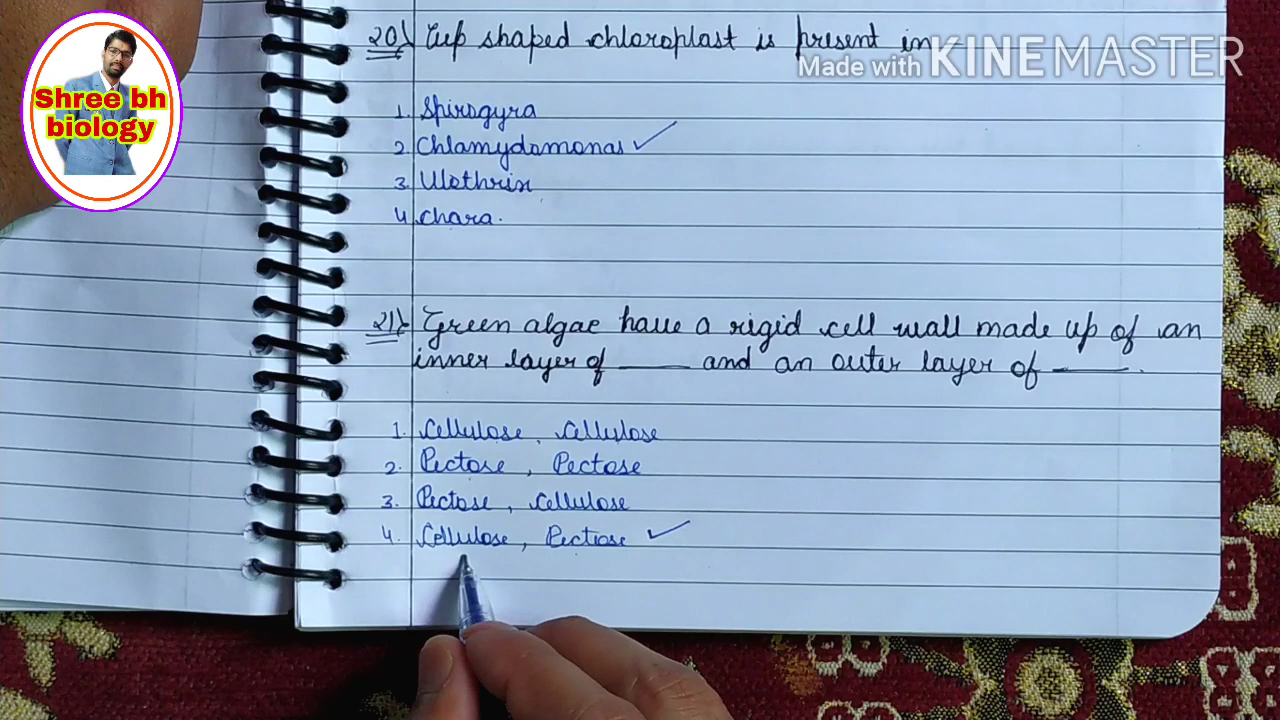 Shree bh
biology
Made with KINEMASTER
20) Cup shaped chloroplast is present in
1. Spirogyra
2. Chlamydomonas ✓
3. Ulothrix
4. Chara.
21) Green algae have a rigid cell wall made up of an
inner layer of ____ and an outer layer of ____.
1. Cellulose, Cellulose
2. Pectose, Pectose
3. Pectose, Cellulose
4. Cellulose, Pectose ✓